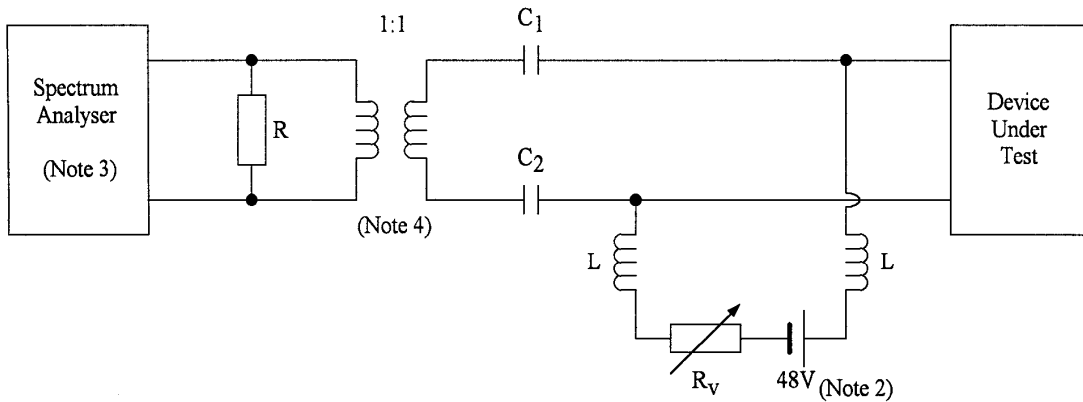 1:1
C1
Spectrum
Analyser
(Note 3)
R
C2
(Note 4)
Device
Under
Test
L
L
RV
48V
(Note 2)